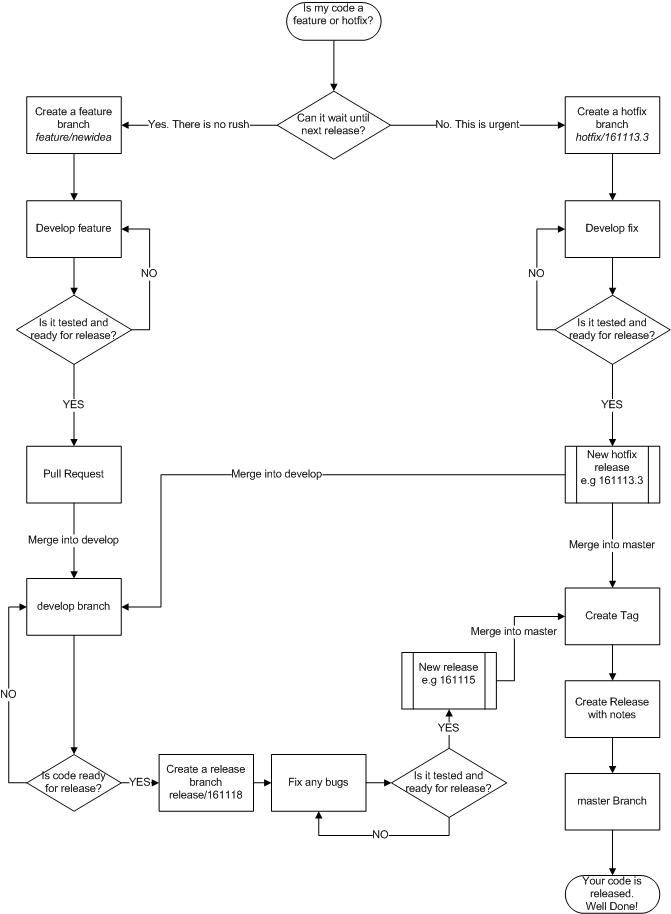 Is my code a
feature or hotfix?
Create a feature
branch
feature/newidea
Yes. There is no rush
Can it wait until
next release?
No. This is urgent
Create a hotfix
branch
hotfix/161113.3
Develop feature
Develop fix
NO
NO
Is it tested and
ready for release?
Is it tested and
ready for release?
YES
YES
Pull Request
Merge into develop
New hotfix
release
e.g 161113.3
Merge into develop
Merge into master
develop branch
Create Tag
Merge into master
New release
e.g 161115
NO
Create Release
with notes
YES
Is code ready
for release?
YES
Create a release
branch
release/161118
Fix any bugs
Is it tested and
ready for release?
master Branch
NO
Your code is
released.
Well Done!